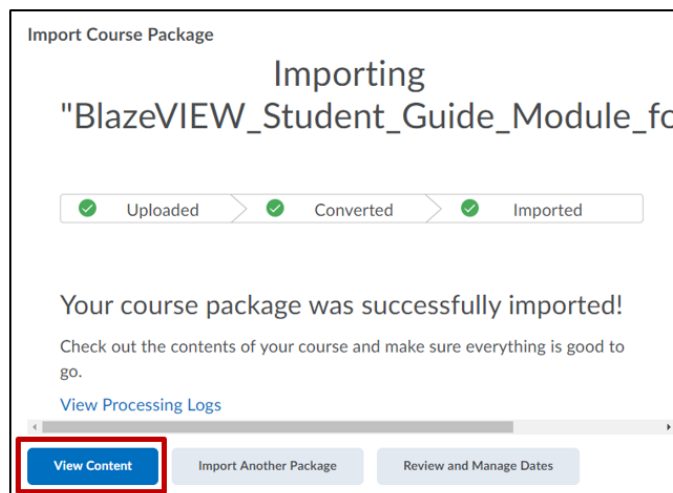 Import Course Package
Importing
"BlazeVIEW_Student_Guide_Module_fo
Uploaded
Converted
Imported
Your course package was successfully imported!
Check out the contents of your course and make sure everything is good to
go.
View Processing Logs
View Content
Import Another Package
Review and Manage Dates